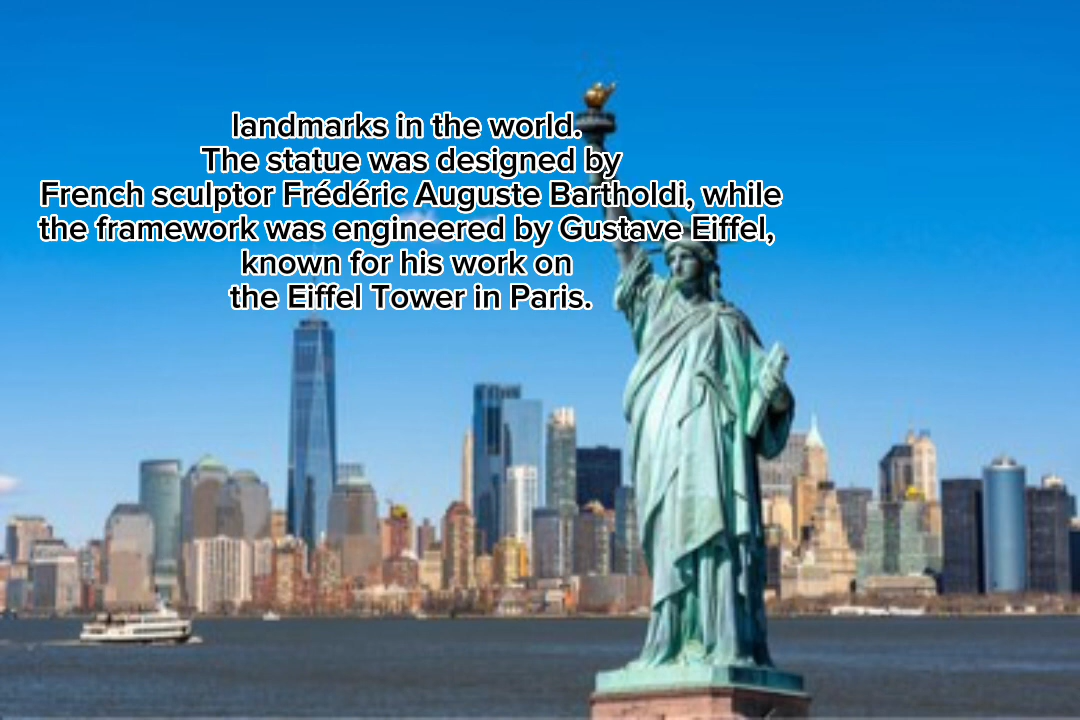 landmarks in the world.
The statue was designed by
French sculptor Frédéric Auguste Bartholdi, while
the framework was engineered by Gustave Eiffel,
known for his work on
the Eiffel Tower in Paris.